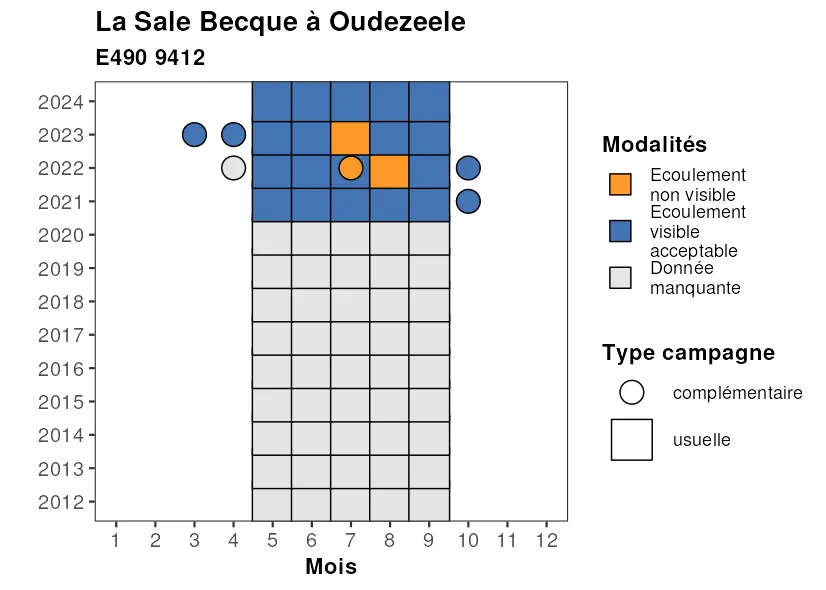 La Sale Becque à Oudezeele
E490 9412
2024
2023
2022
2021
2020
2019
2018
2017
2016
2015
2014
2013
2012
1 2 3 4 5 6 7 8 9 10 11 12
Mois
Modalités
Ecoulement
non visible
Ecoulement
visible
acceptable
Donnée
manquante
Type campagne
complémentaire
usuelle